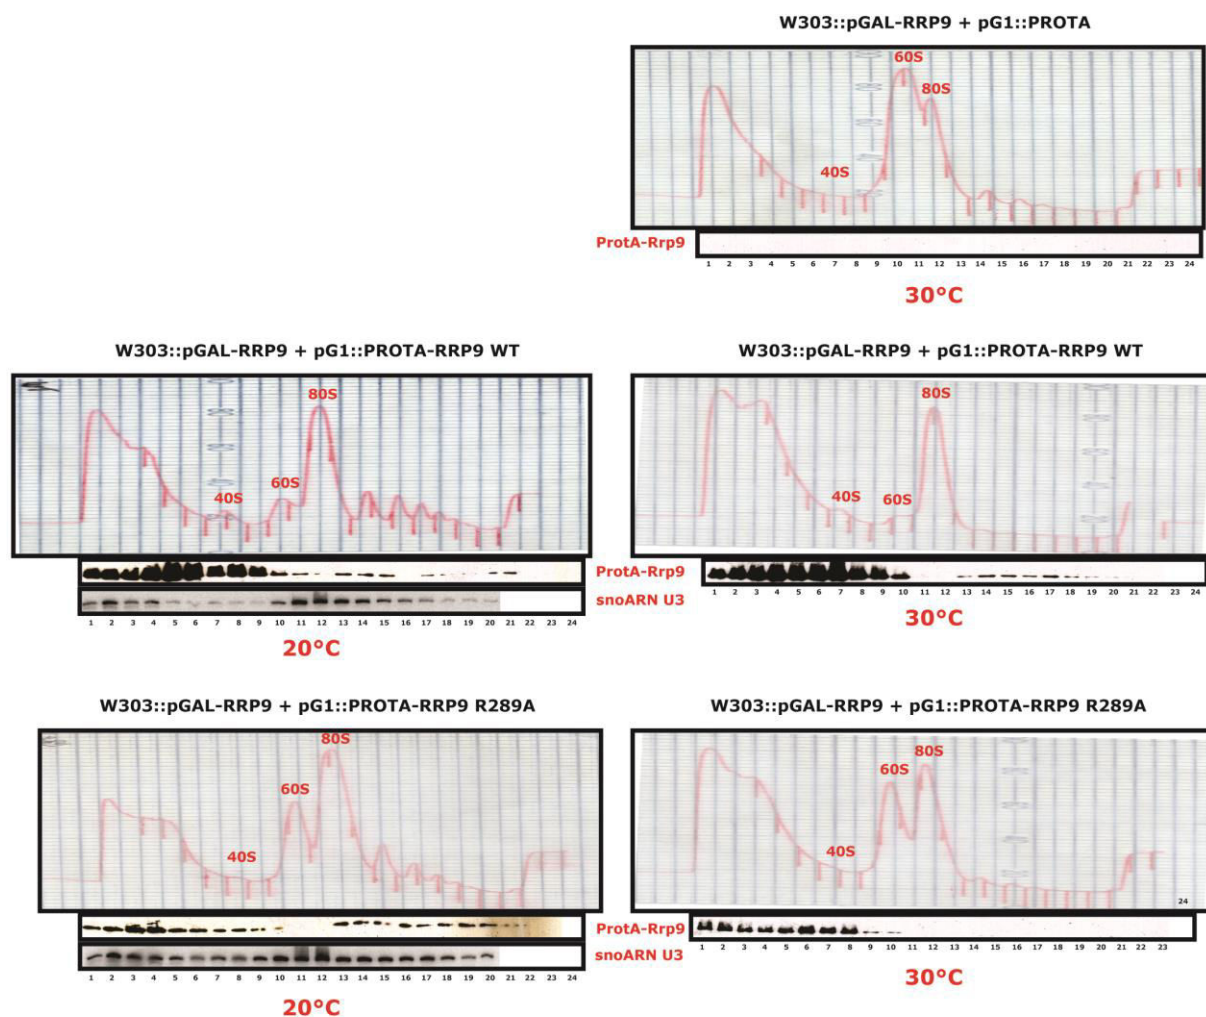 W303::pGAL-RRP9 + pG1::PROTA
60S
80S
40S
ProtA-Rrp9
1 2 3 4 5 6 7 8 9 10 11 12 13 14 15 16 17 18 19 20 21 22 23 24
30°C
W303::pGAL-RRP9 + pG1::PROTA-RRP9 WT
80S
60S
40S
ProtA-Rrp9
snoARN U3
1 2 3 4 5 6 7 8 9 10 11 12 13 14 15 16 17 18 19 20 21 22 23 24
20°C
W303::pGAL-RRP9 + pG1::PROTA-RRP9 WT
80S
40S 60S
1 2 3 4 5 6 7 8 9 10 11 12 13 14 15 16 17 18 19 20 21 22 23 24
30°C
W303::pGAL-RRP9 + pG1::PROTA-RRP9 R289A
80S
60S
40S
ProtA-Rrp9
snoARN U3
1 2 3 4 5 6 7 8 9 10 11 12 13 14 15 16 17 18 19 20 21 22 23 24
20°C
W303::pGAL-RRP9 + pG1::PROTA-RRP9 R289A
80S
60S
40S
24
1 2 3 4 5 6 7 8 9 10 11 12 13 14 15 16 17 18 19 20 21 22 23
30°C